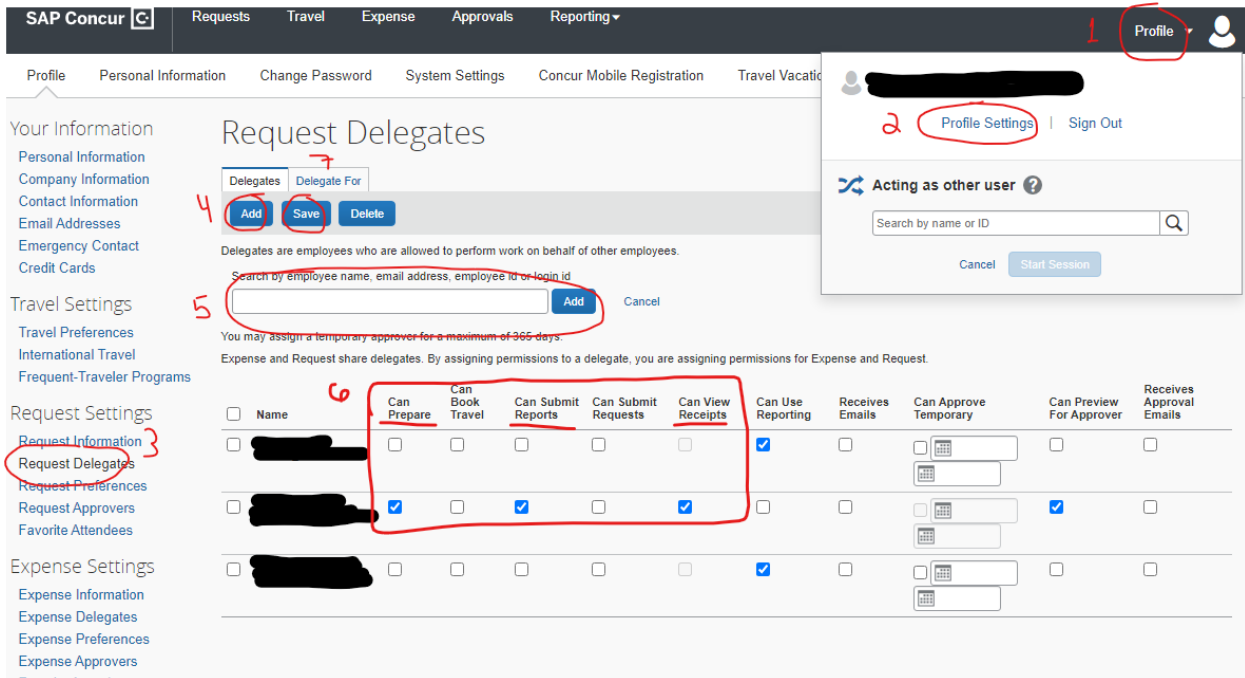 SAP Concur C
Requests Travel Expense Approvals Reporting
1 Profile
Profile Personal Information Change Password System Settings Concur Mobile Registration Travel
2 Profile Settings | Sign Out
Acting as other user ?
Search by name or ID
Cancel Start Session
Your Information
Personal Information
Company Information
Contact Information
Email Addresses
Emergency Contact
Credit Cards
Travel Settings
Travel Preferences
International Travel
Frequent-Traveler Programs
Request Settings
Request Information 3
Request Delegates
Request Preferences
Request Approvers
Favorite Attendees
Expense Settings
Expense Information
Expense Delegates
Expense Preferences
Expense Approvers
Request Delegates
7
Delegates Delegate For
4 Add Save Delete
Delegates are employees who are allowed to perform work on behalf of other employees.
Search by employee name, email address, employee id or login id
5 Add Cancel
You may assign a temporary approver for a maximum of 365 days.
Expense and Request share delegates. By assigning permissions to a delegate, you are assigning permissions for Expense and Request.
6
Name Can Prepare Can Book Travel Can Submit Reports Can Submit Requests Can View Receipts Can Use Reporting Receives Emails Can Approve Temporary Can Preview For Approver Receives Approval Emails